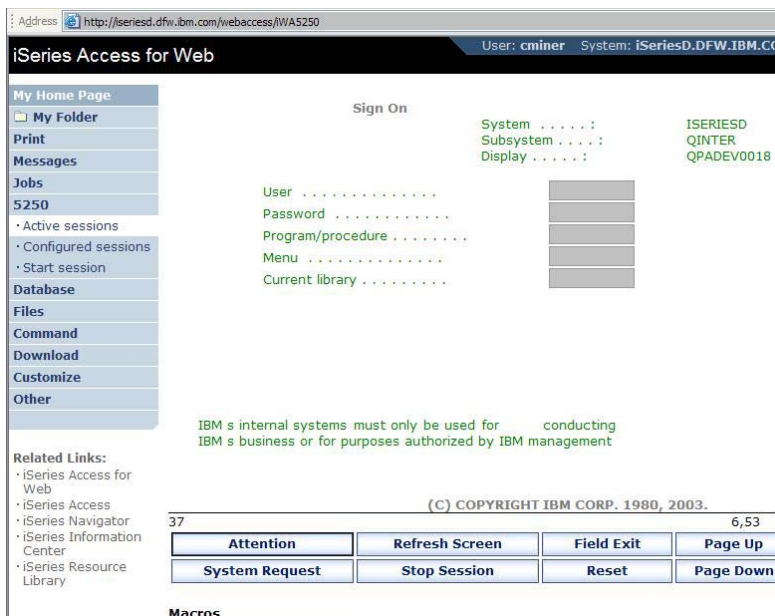 Address http://iseriesd.dfw.ibm.com/webaccess/iWA5250
iSeries Access for Web
User: cminer System: iSeriesD.DFW.IBM.CO
My Home Page
My Folder
Print
Messages
Jobs
5250
· Active sessions
· Configured sessions
· Start session
Database
Files
Command
Download
Customize
Other
Related Links:
· iSeries Access for
Web
· iSeries Access
· iSeries Navigator
· iSeries Information
Center
· iSeries Resource
Library
Sign On
System . . . . . : ISERIESD
Subsystem . . . . : QINTER
Display . . . . . : QPADEV0018
User . . . . . . . . . . . . . .
Password . . . . . . . . . . . .
Program/procedure . . . . . . . .
Menu . . . . . . . . . . . . . .
Current library . . . . . . . . .
IBM s internal systems must only be used for conducting
IBM s business or for purposes authorized by IBM management
(C) COPYRIGHT IBM CORP. 1980, 2003.
37 6,53
Attention Refresh Screen Field Exit Page Up
System Request Stop Session Reset Page Down
Macros